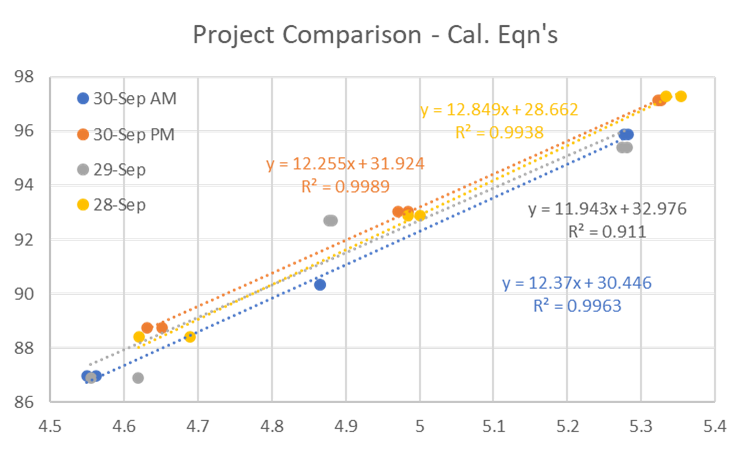 Project Comparison - Cal. Eqn's
98
96
94
92
90
88
86
30-Sep AM
30-Sep PM
29-Sep
28-Sep
y = 12.849x + 28.662
R² = 0.9938
y = 12.255x + 31.924
R² = 0.9989
y = 11.943x + 32.976
R² = 0.911
y = 12.37x + 30.446
R² = 0.9963
4.5 4.6 4.7 4.8 4.9 5 5.1 5.2 5.3 5.4